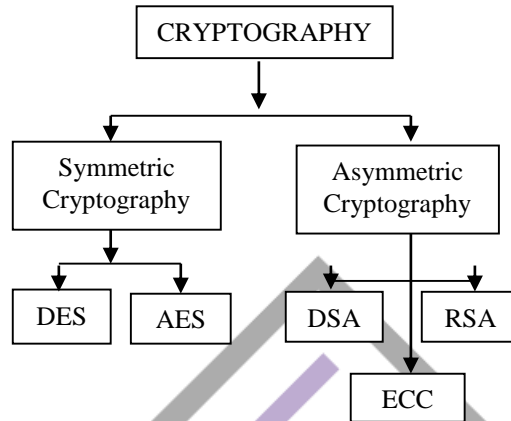 CRYPTOGRAPHY
Symmetric
Cryptography
Asymmetric
Cryptography
DES
AES
DSA
RSA
ECC